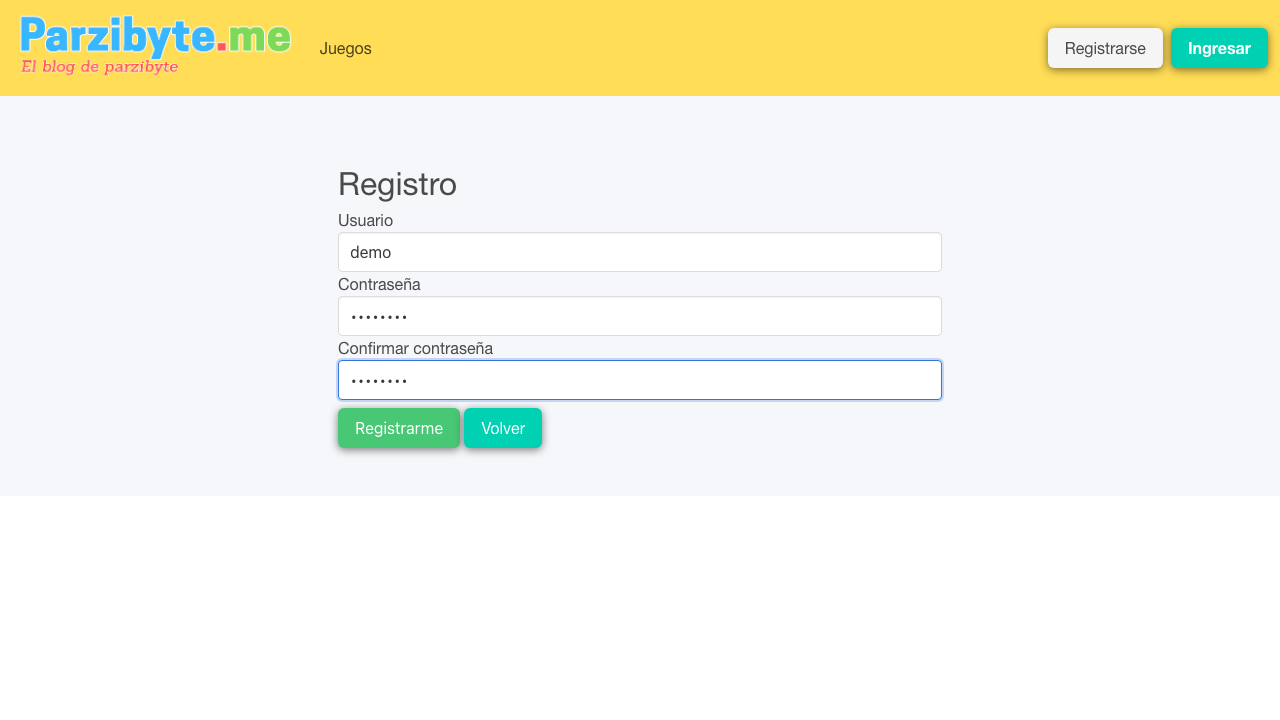 Parzibyte.me
El blog de parzibyte
Juegos
Registrarse
Ingresar
Registro
Usuario
demo
Contraseña
••••••••
Confirmar contraseña
••••••••
Registrarme
Volver